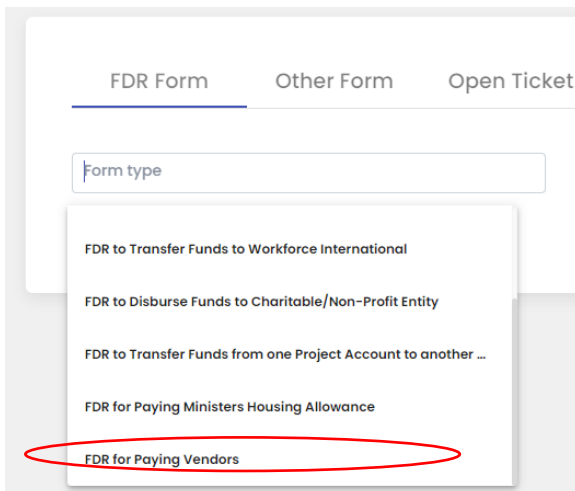 FDR Form Other Form Open Ticket
Form type
FDR to Transfer Funds to Workforce International
FDR to Disburse Funds to Charitable/Non-Profit Entity
FDR to Transfer Funds from one Project Account to another ...
FDR for Paying Ministers Housing Allowance
FDR for Paying Vendors